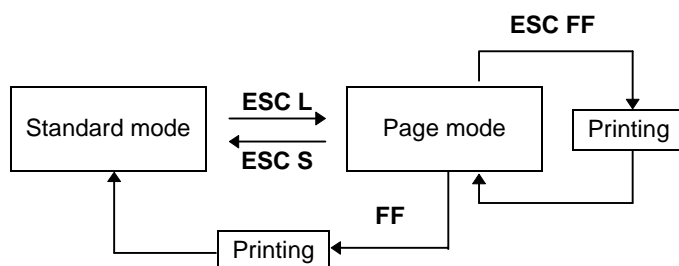 ESC FF
ESC L
Standard mode
Page mode
Printing
ESC S
FF
Printing